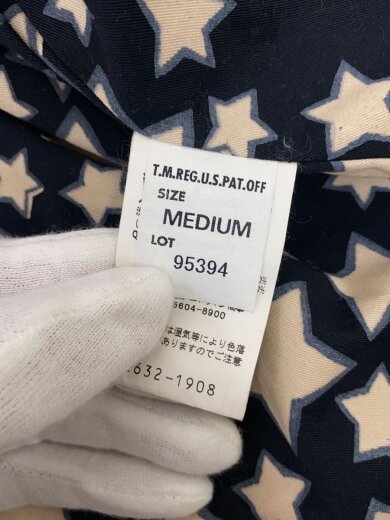 T.M.REG.U.S.PAT.OFF
SIZE
MEDIUM
LOT
95394
5604-8900
は湿気等により色落
ありますのでご注意
632-1908